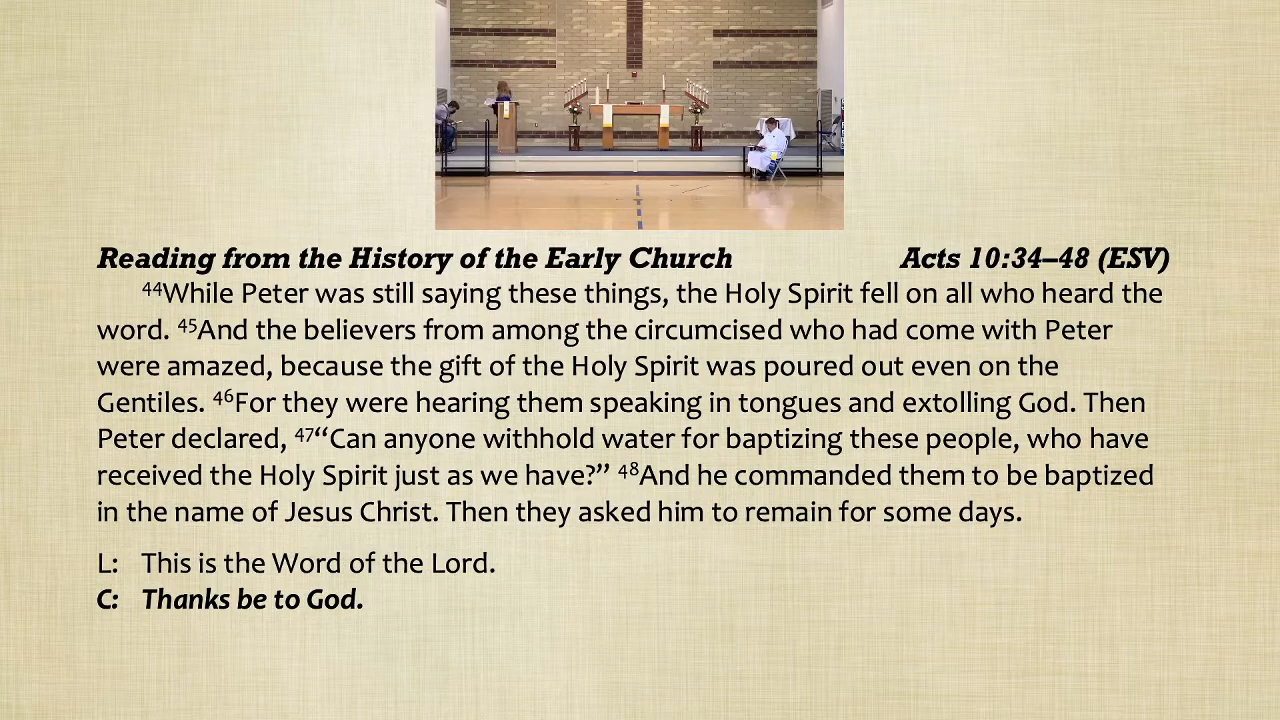 Reading from the History of the Early Church Acts 10:34–48 (ESV)
⁴⁴While Peter was still saying these things, the Holy Spirit fell on all who heard the
word. ⁴⁵And the believers from among the circumcised who had come with Peter
were amazed, because the gift of the Holy Spirit was poured out even on the
Gentiles. ⁴⁶For they were hearing them speaking in tongues and extolling God. Then
Peter declared, ⁴⁷“Can anyone withhold water for baptizing these people, who have
received the Holy Spirit just as we have?” ⁴⁸And he commanded them to be baptized
in the name of Jesus Christ. Then they asked him to remain for some days.
L: This is the Word of the Lord.
C: Thanks be to God.